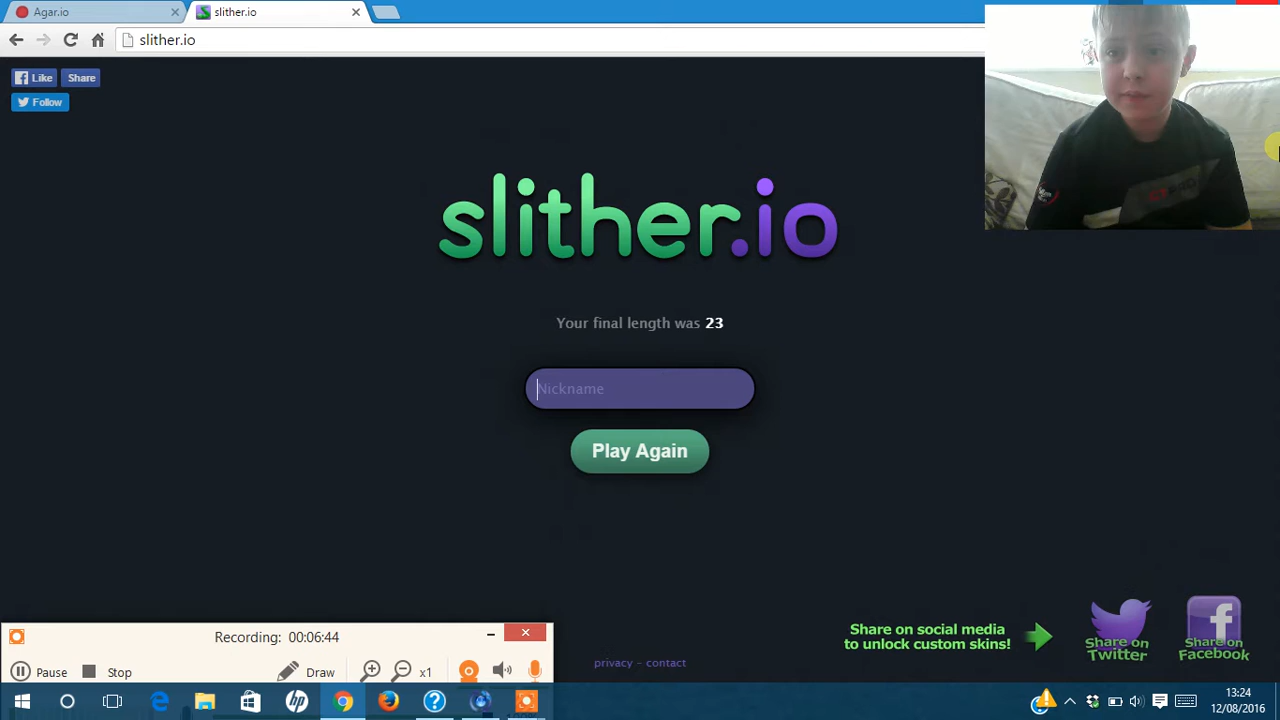 Agar.io
slither.io
slither.io
Like
Share
Follow
slither.io
Your final length was 23
Nickname
Play Again
Recording: 00:06:44
Pause
Stop
Draw
x1
privacy - contact
Share on social media
to unlock custom skins!
Share on
Twitter
Share on
Facebook
hp
13:24
12/08/2016